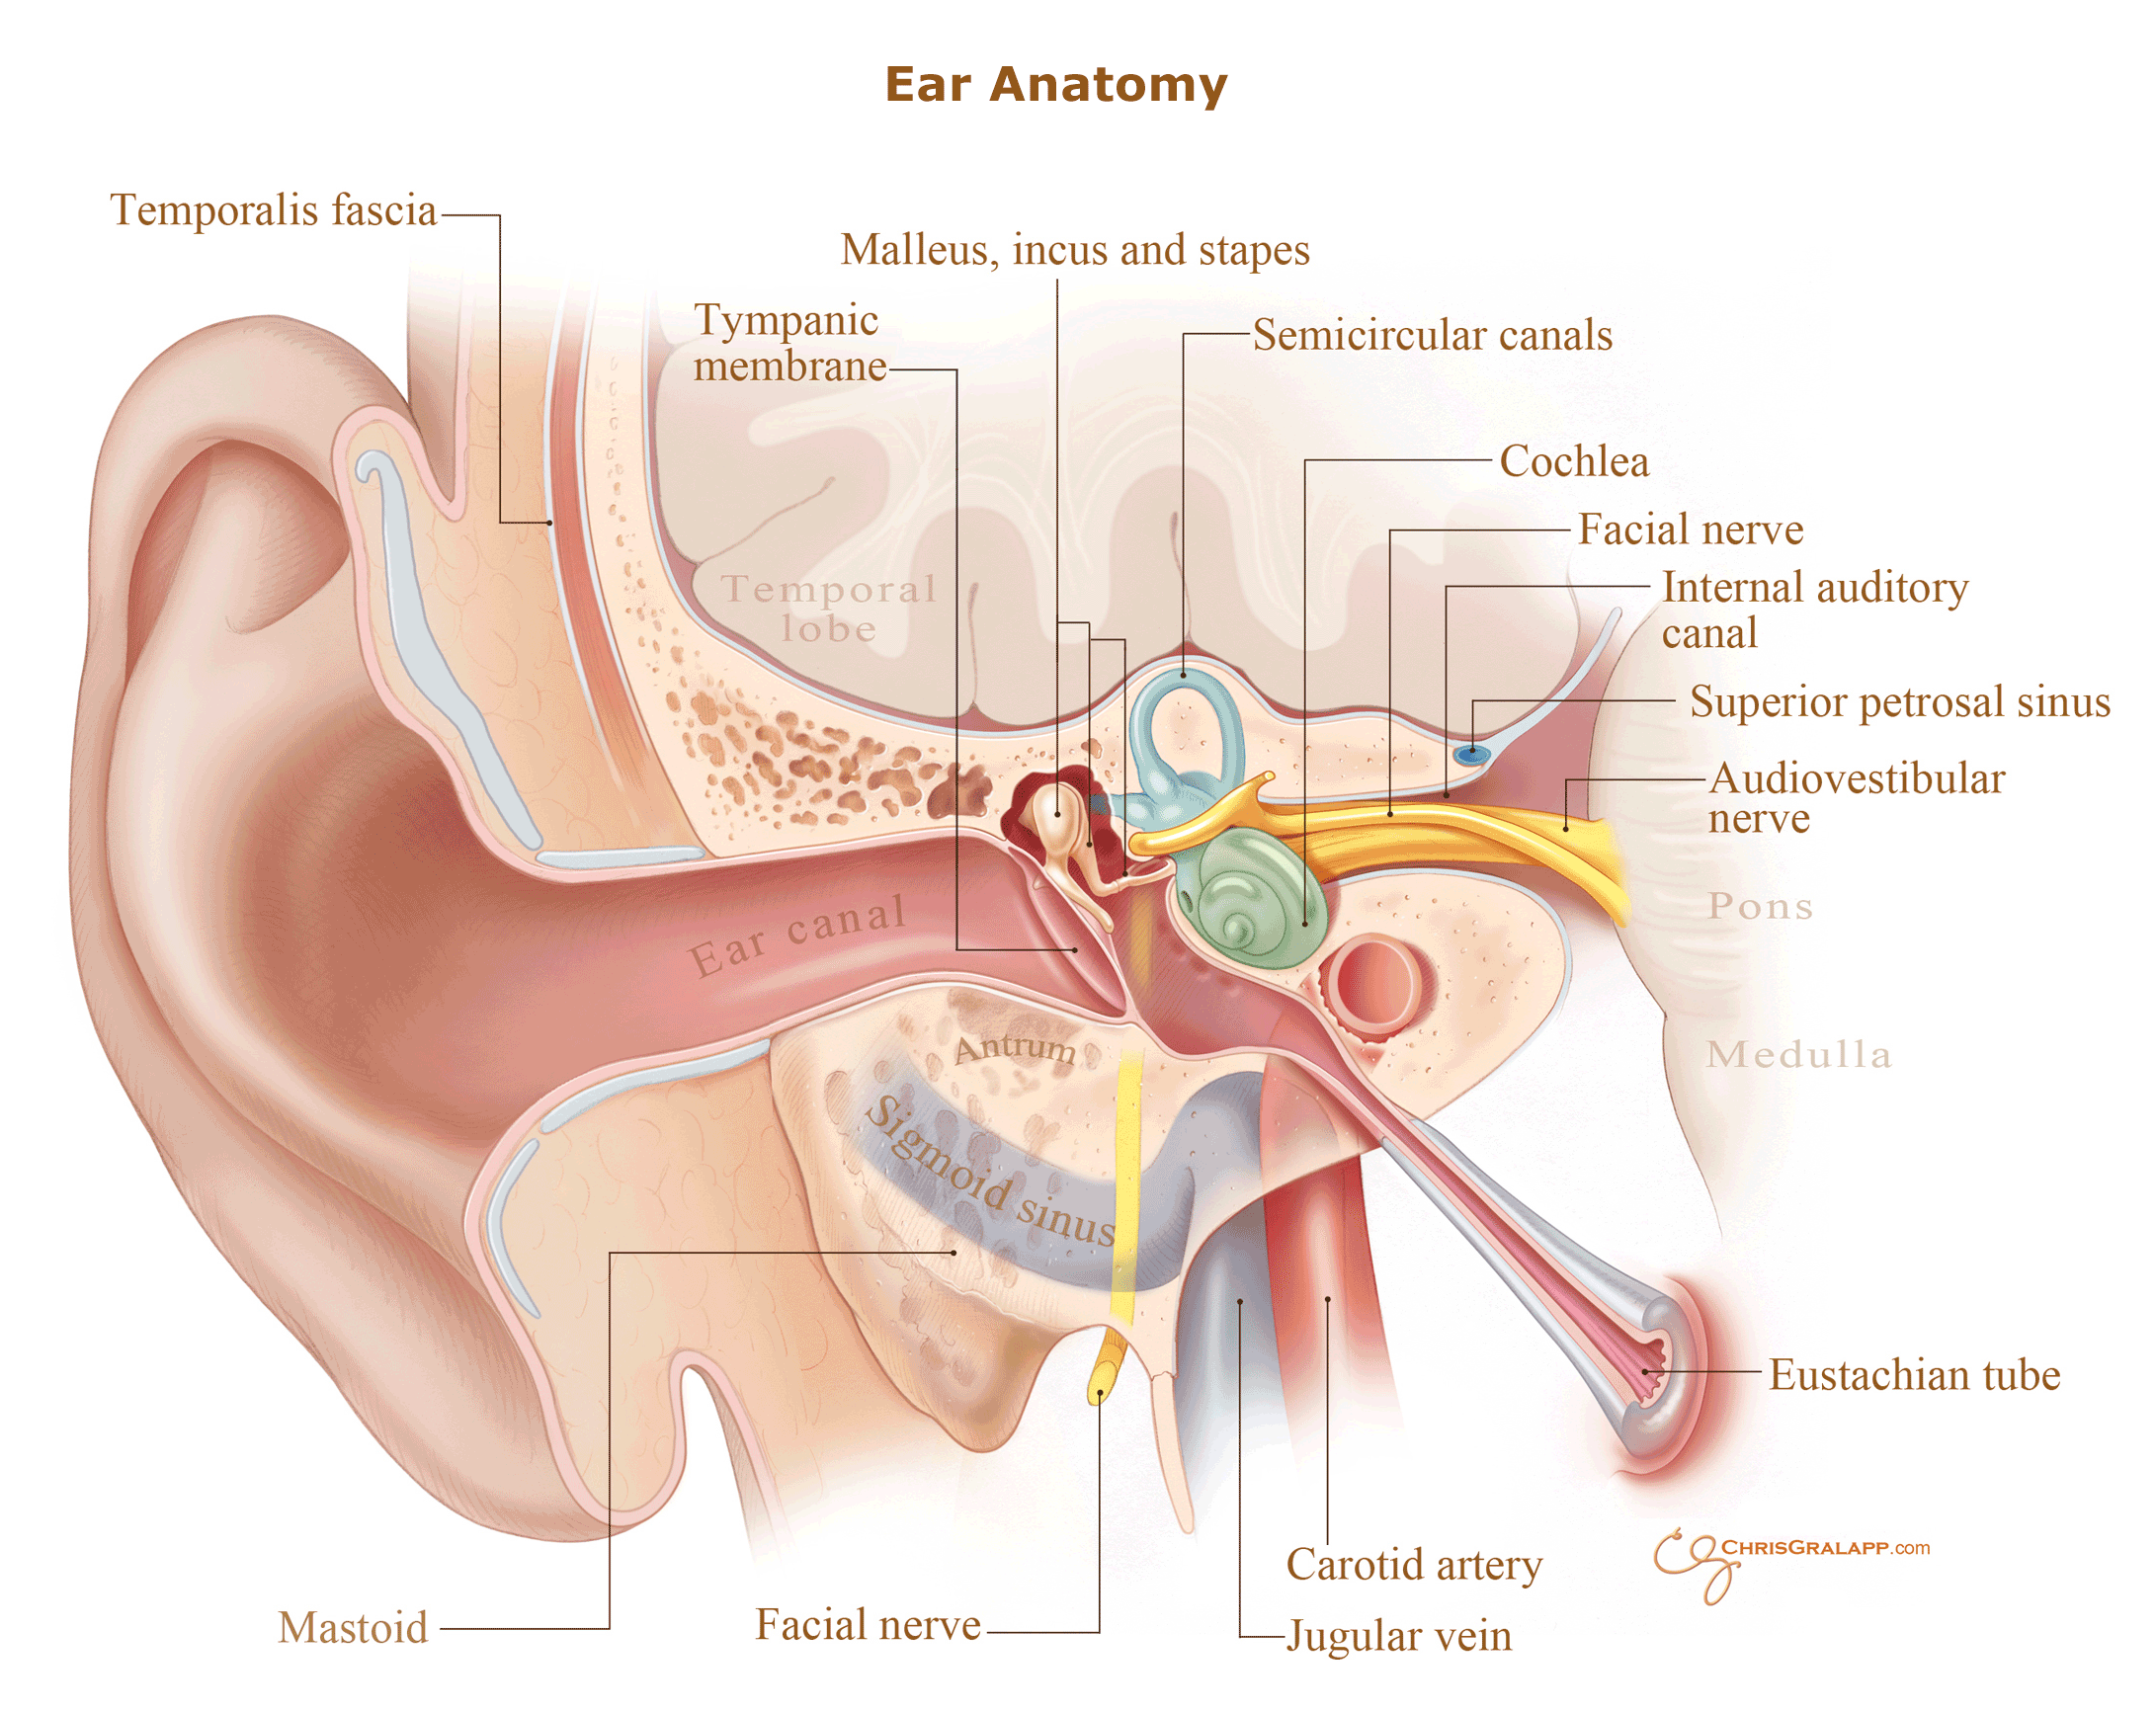 Ear Anatomy
Temporalis fascia
Malleus, incus and stapes
Tympanic
membrane
Semicircular canals
Cochlea
Facial nerve
Internal auditory
canal
Temporal
lobe
Superior petrosal sinus
Audiovestibular
nerve
Ear canal
Pons
Antrum
Medulla
Sigmoid sinus
Eustachian tube
CHRISGRALAPP.com
Carotid artery
Mastoid
Facial nerve
Jugular vein